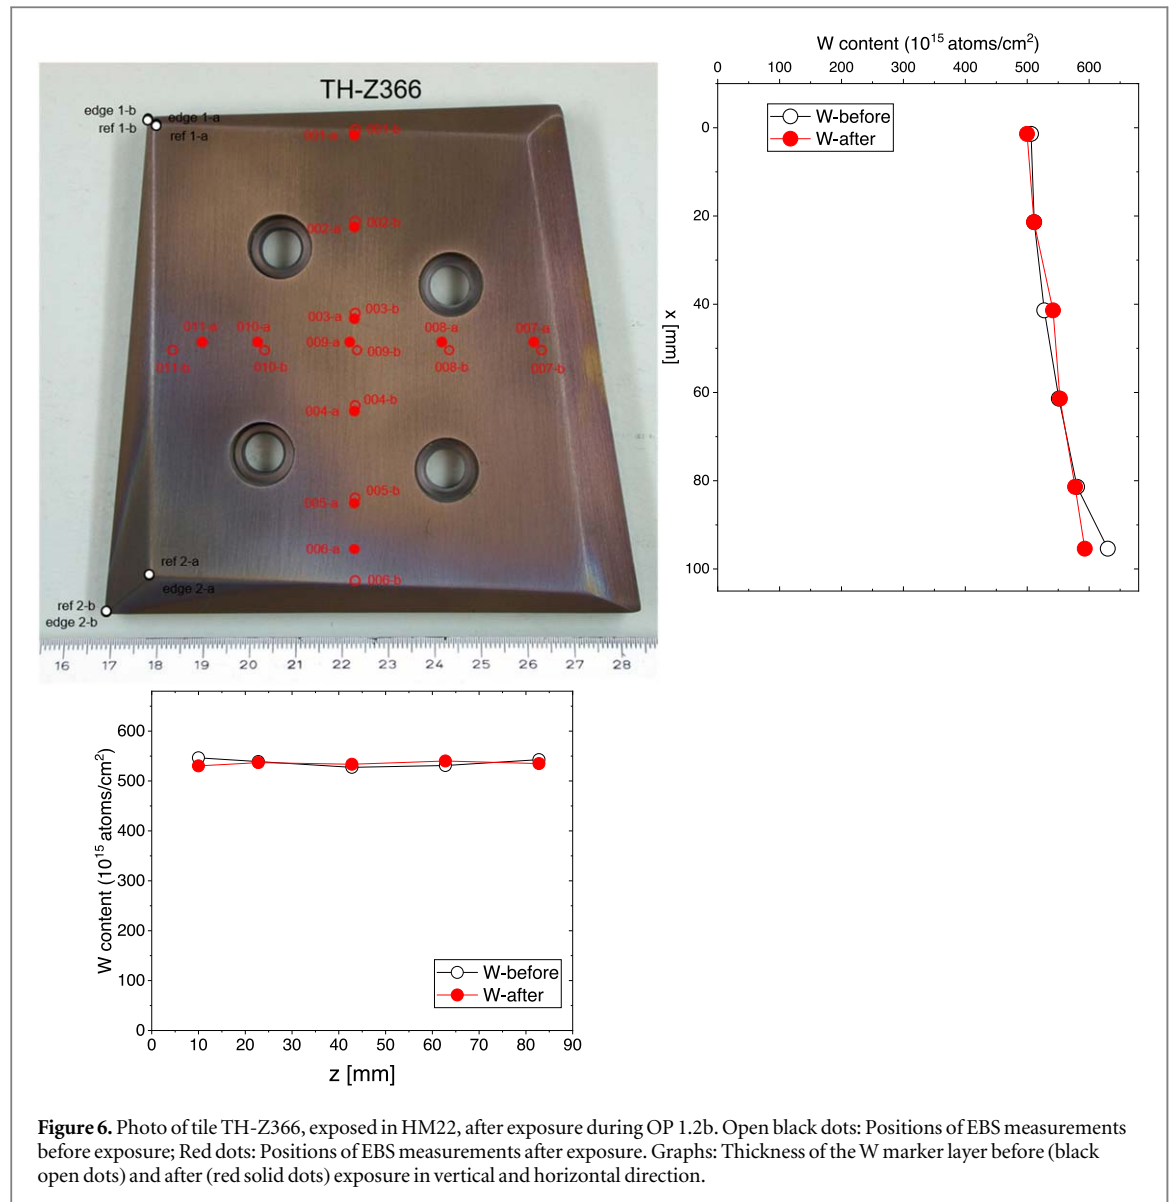 TH-Z366
edge 1-b
edge 1-a
ref 1-b
ref 1-a
001-a
001-b
002-b
002-a
003-b
003-a
011-a
010-a
009-a
008-a
007-a
009-b
011-b
010-b
008-b
007-b
004-b
004-a
005-b
005-a
006-a
ref 2-a
006-b
edge 2-a
ref 2-b
edge 2-b
16 17 18 19 20 21 22 23 24 25 26 27 28
W content (10¹⁵ atoms/cm²)
0 100 200 300 400 500 600
W-before
W-after
0
20
40
60
80
100
x [mm]
600
500
400
300
200
100
0
W content (10¹⁵ atoms/cm²)
W-before
W-after
0 10 20 30 40 50 60 70 80 90
z [mm]
Figure 6. Photo of tile TH-Z366, exposed in HM22, after exposure during OP 1.2b. Open black dots: Positions of EBS measurements
before exposure; Red dots: Positions of EBS measurements after exposure. Graphs: Thickness of the W marker layer before (black
open dots) and after (red solid dots) exposure in vertical and horizontal direction.